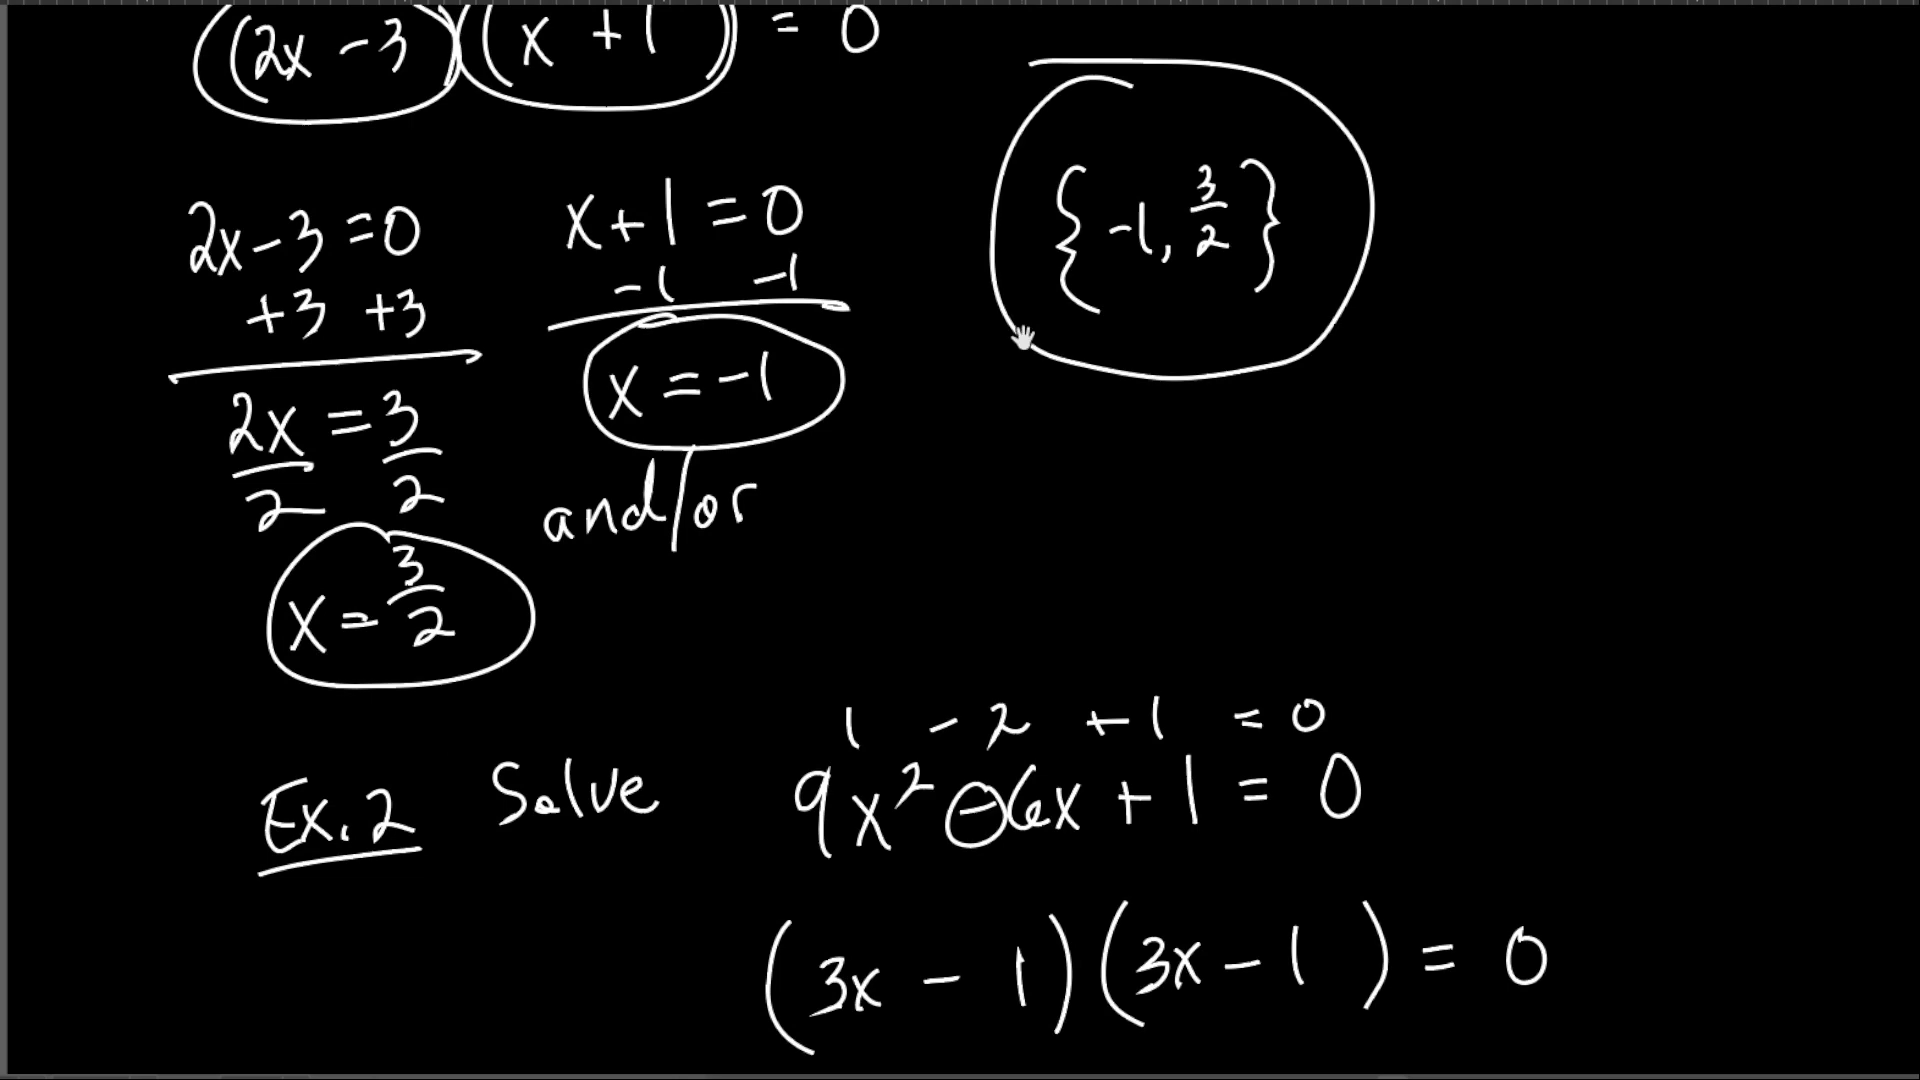 (2x - 3)(x + 1) = 0
2x - 3 = 0
+3 +3
2x = 3
2 2
x = 3/2
x + 1 = 0
-1 -1
x = -1
and/or
{-1, 3/2}
1 - 2 + 1 = 0
Ex. 2 Solve 9x² - 6x + 1 = 0
(3x - 1)(3x - 1) = 0